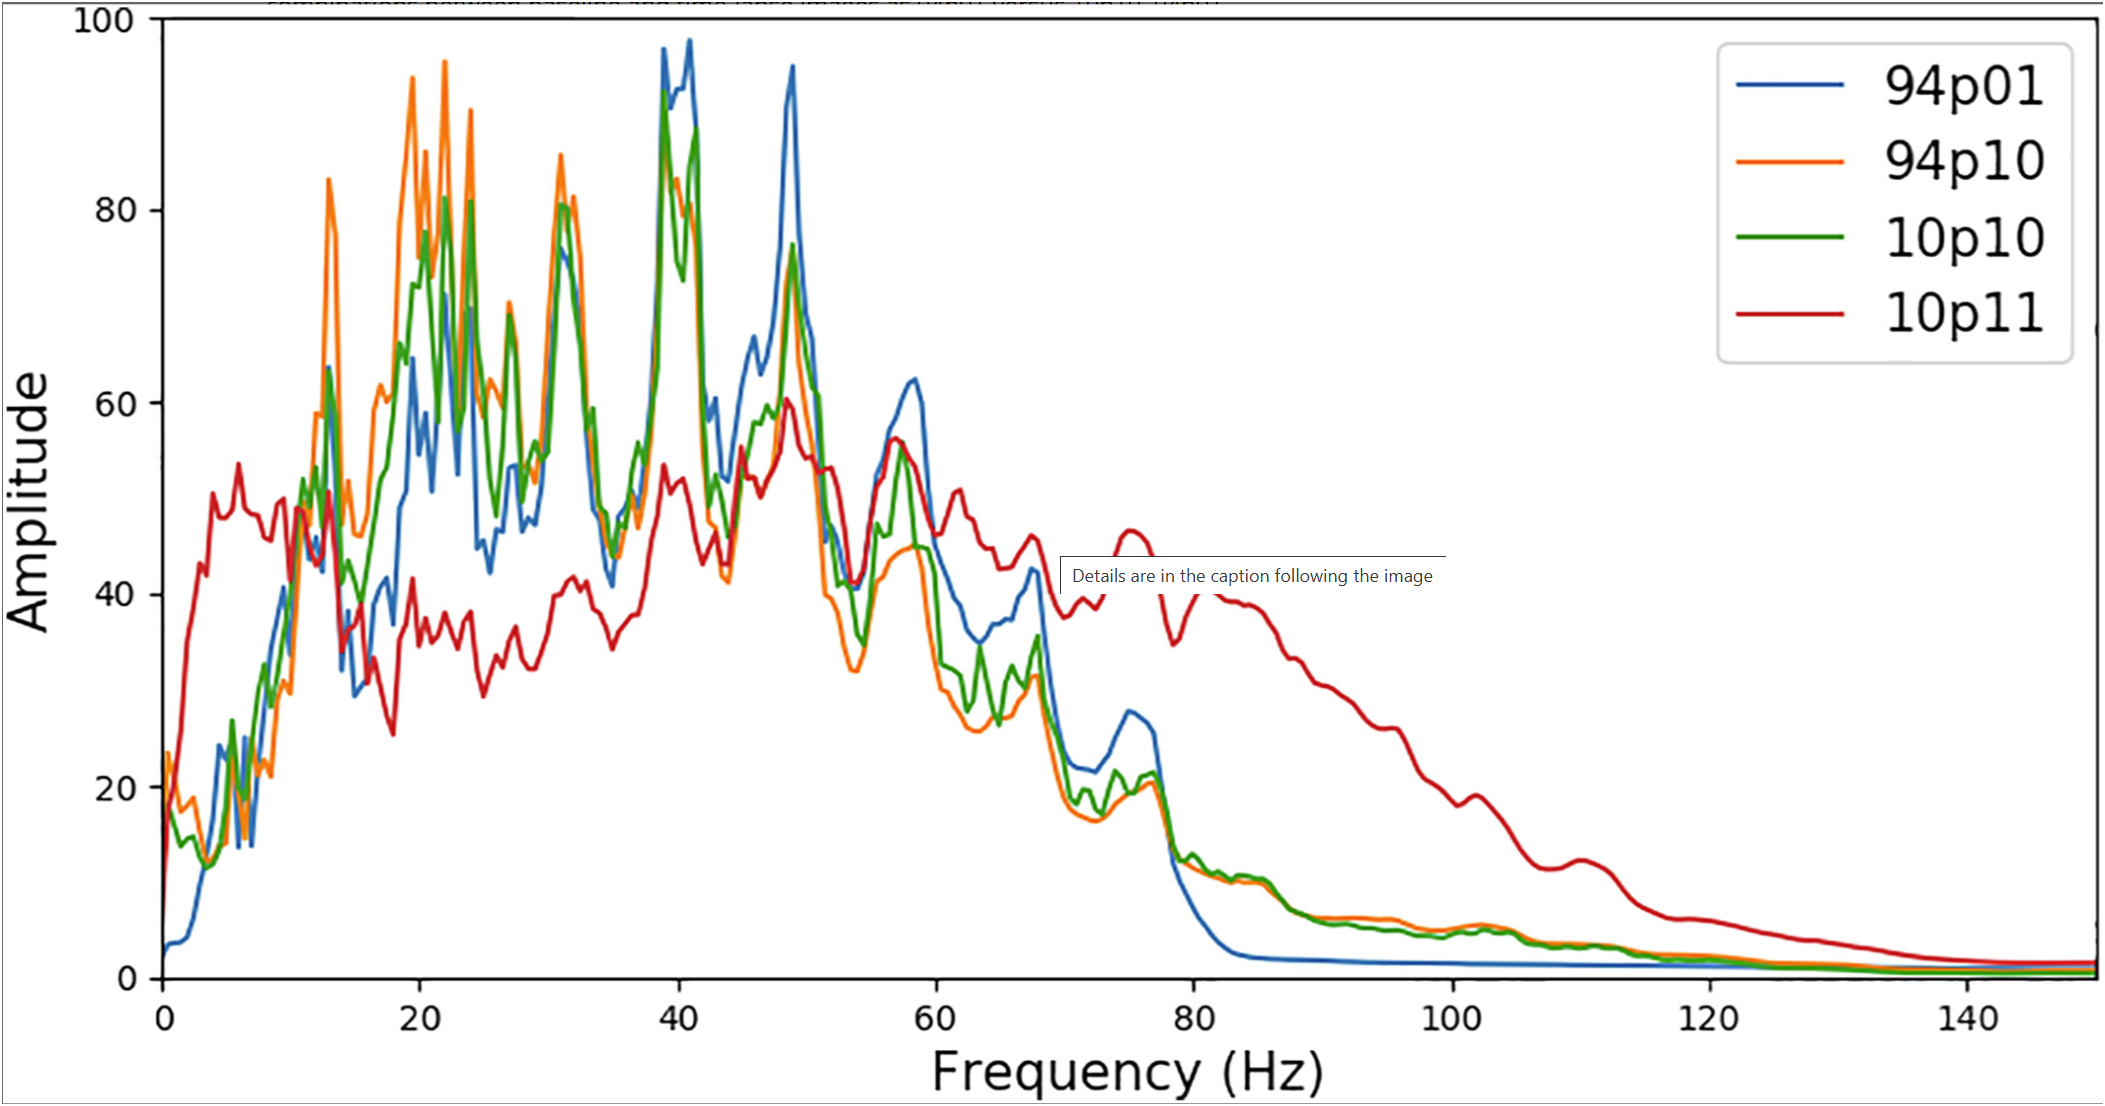 100
80
60
40
20
0
Amplitude
94p01
94p10
10p10
10p11
Details are in the caption following the image
0 20 40 60 80 100 120 140
Frequency (Hz)